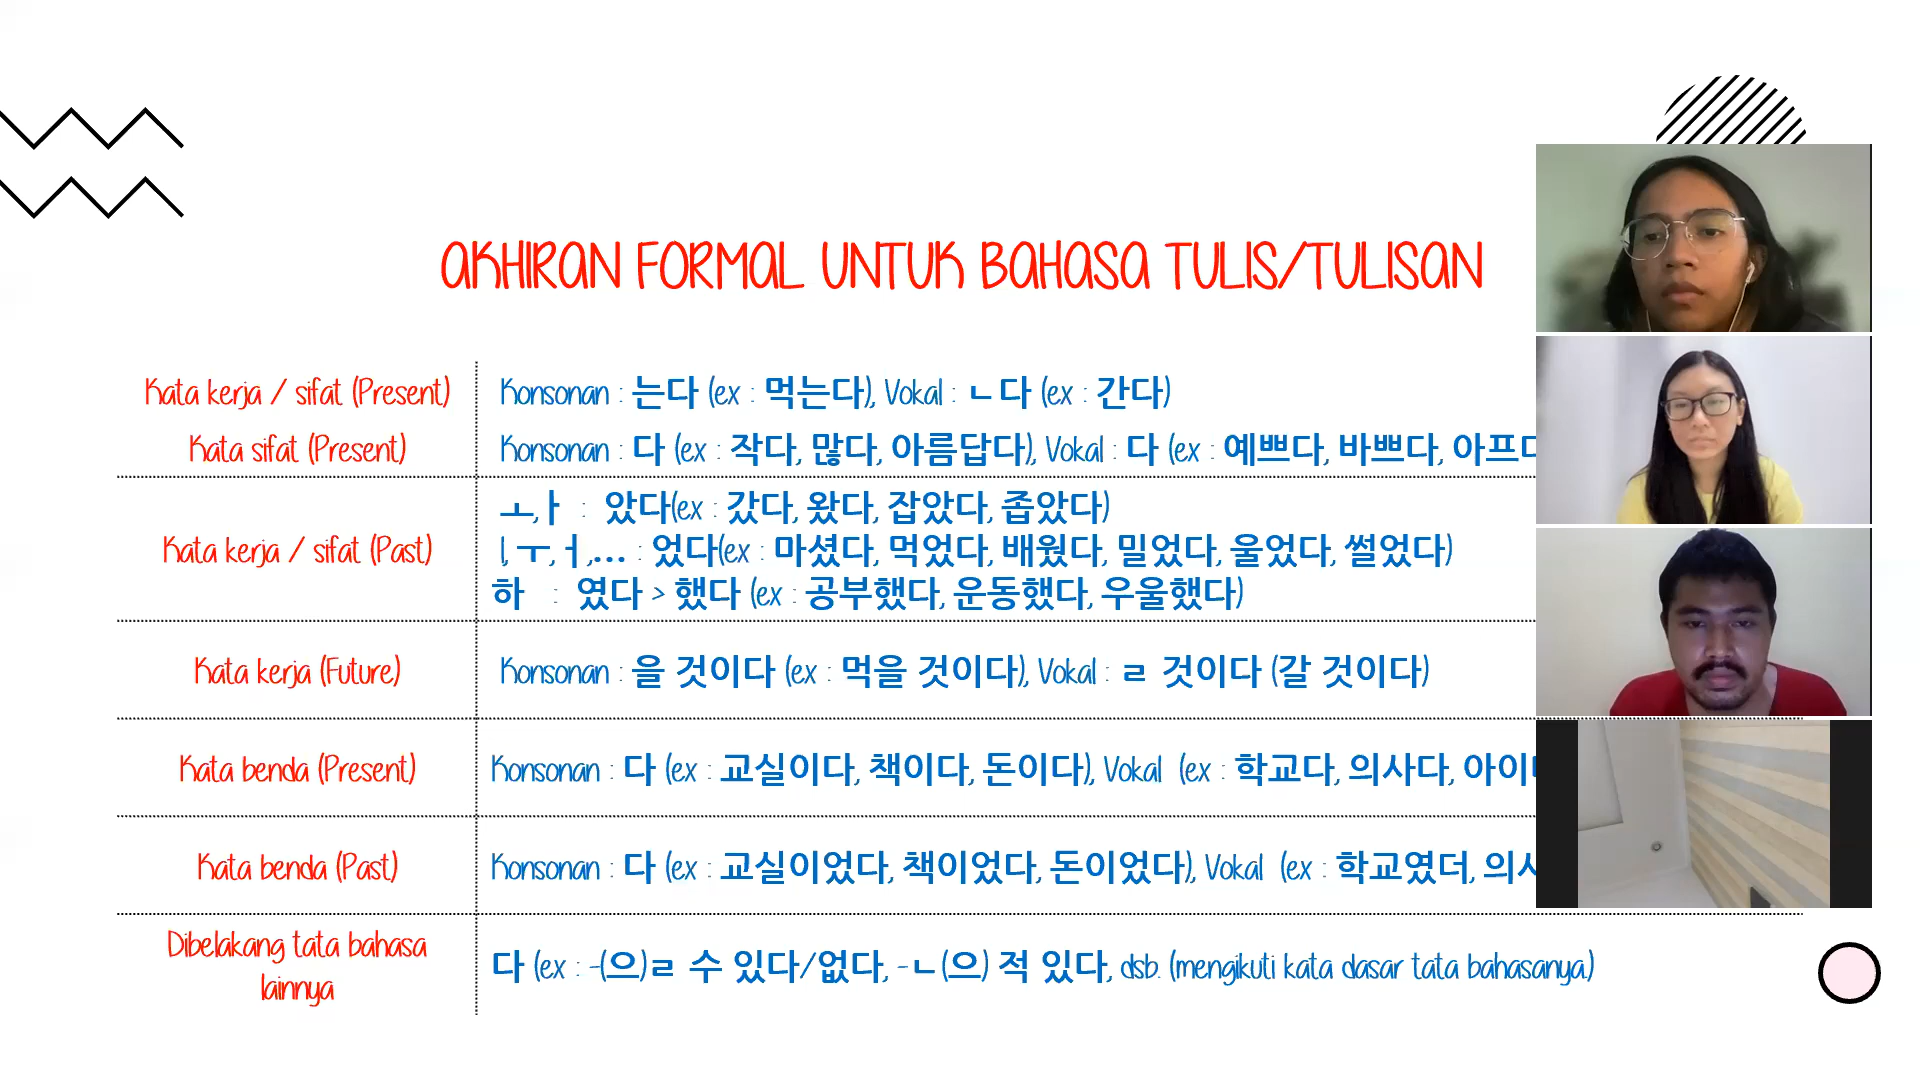 AKHIRAN FORMAL UNTUK BAHASA TULIS/TULISAN
Kata kerja / sifat (Present)
Konsonan : 는다 (ex : 먹는다), Vokal : ㄴ다 (ex : 간다)
Kata sifat (Present)
Konsonan : 다 (ex : 작다, 많다, 아름답다), Vokal : 다 (ex : 예쁘다, 바쁘다, 아프다
Kata kerja / sifat (Past)
ㅗ,ㅏ : 았다(ex : 갔다, 왔다, 잡았다, 좁았다)
l, ㅜ, ㅓ,... : 었다(ex : 마셨다, 먹었다, 배웠다, 밀었다, 울었다, 썰었다)
하 : 였다 > 했다 (ex : 공부했다, 운동했다, 우울했다)
Kata kerja (Future)
Konsonan : 을 것이다 (ex : 먹을 것이다), Vokal : ㄹ 것이다 (갈 것이다)
Kata benda (Present)
Konsonan : 다 (ex : 교실이다, 책이다, 돈이다), Vokal (ex : 학교다, 의사다,
Kata benda (Past)
Konsonan : 다 (ex : 교실이었다, 책이었다, 돈이었다), Vokal (ex : 학교였더,
Dibelakang tata bahasa
lainnya
다 (ex : -(으)ㄹ 수 있다/없다, -ㄴ(으) 적 있다, dsb. (mengikuti kata dasar tata bahasanya.)